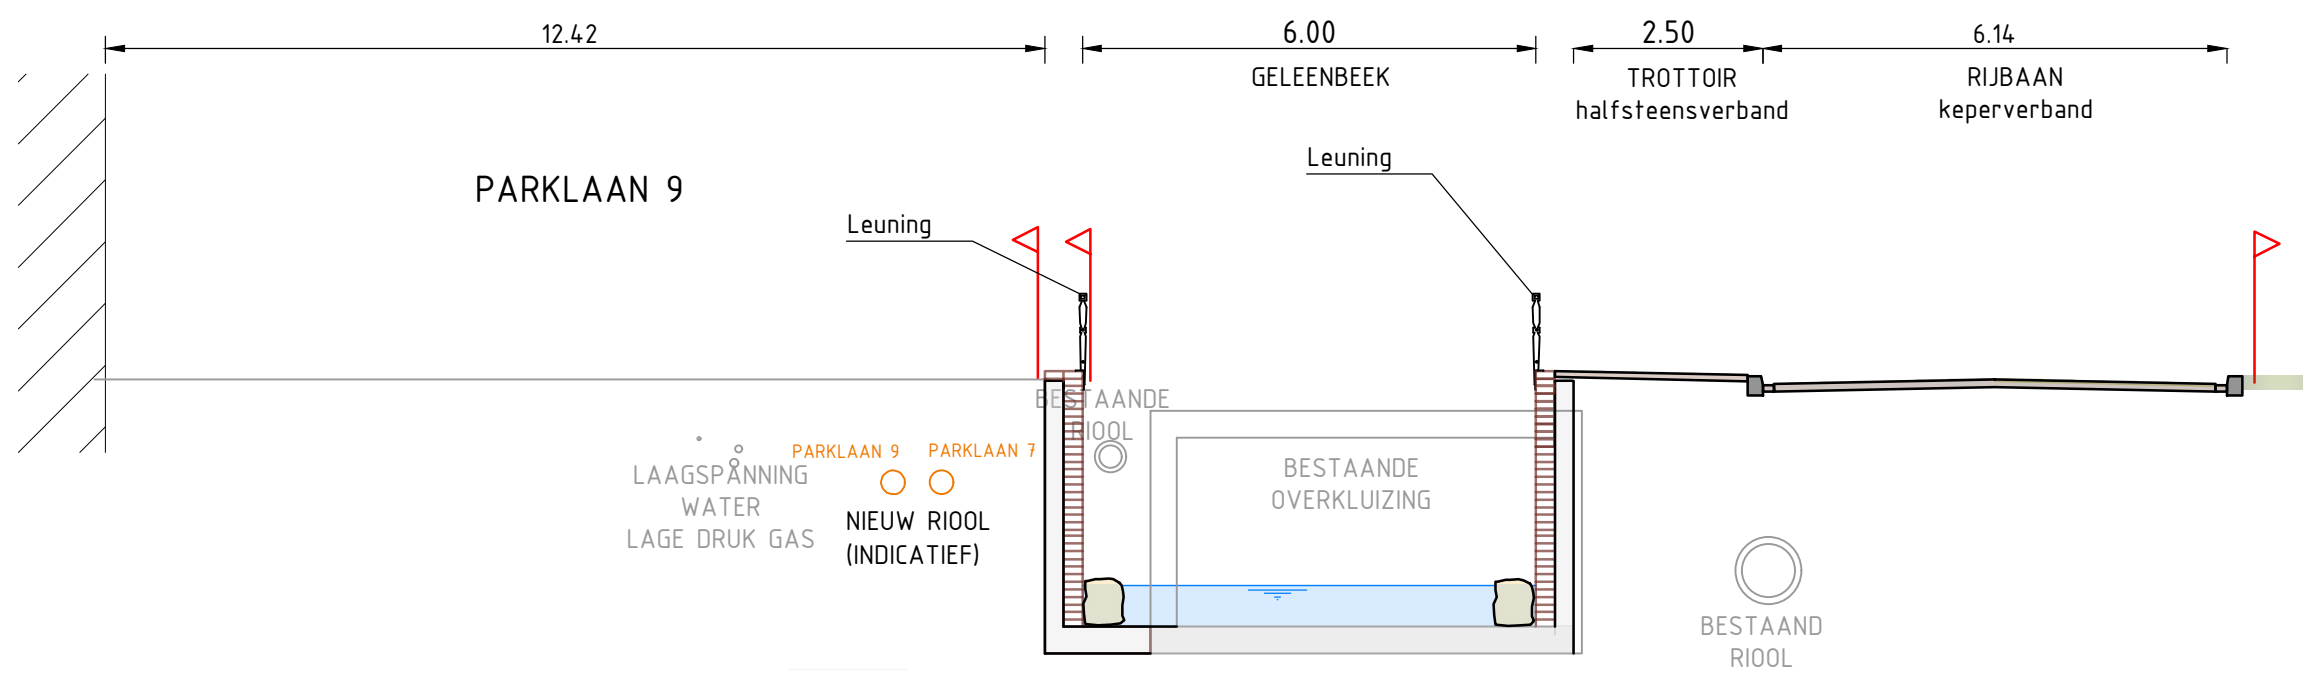 12.42
6.00
2.50
6.14
GELEENBEEK
TROTTOIR
halfsteensverband
RIJBAAN
keperverband
Leuning
PARKLAAN 9
Leuning
BESTAANDE
RIOOL
PARKLAAN 9
PARKLAAN 7
LAAGSPANNING
WATER
LAGE DRUK GAS
NIEUW RIOOL
(INDICATIEF)
BESTAANDE
OVERKLUIZING
BESTAAND
RIOOL